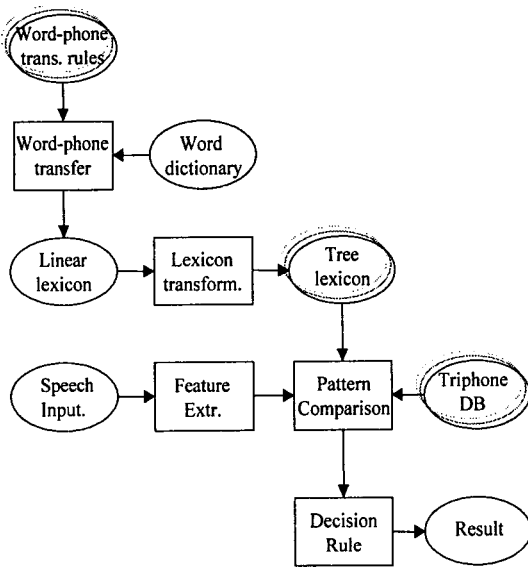 Word-phone
trans. rules
Word-phone
transfer
Word
dictionary
Linear
lexicon
Lexicon
transform.
Tree
lexicon
Speech
Input.
Feature
Extr.
Pattern
Comparison
Triphone
DB
Decision
Rule
Result